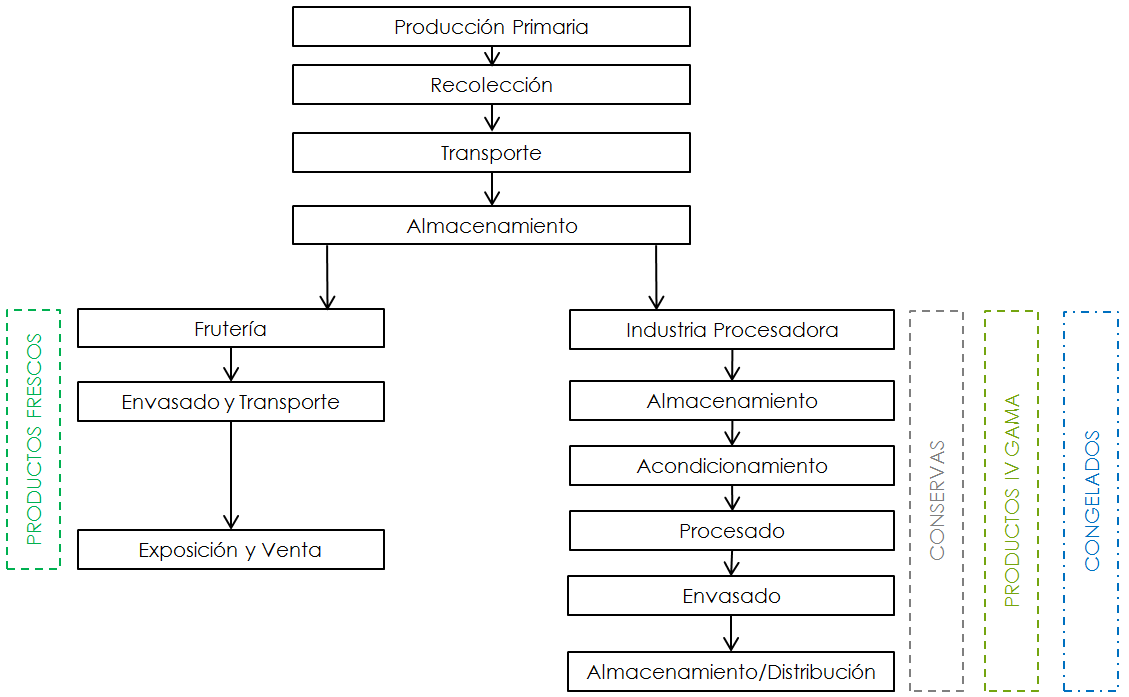 Producción Primaria
Recolección
Transporte
Almacenamiento
Frutería
Envasado y Transporte
Exposición y Venta
PRODUCTOS FRESCOS
Industria Procesadora
Almacenamiento
Acondicionamiento
Procesado
Envasado
Almacenamiento/Distribución
CONSERVAS
PRODUCTOS IV GAMA
CONGELADOS